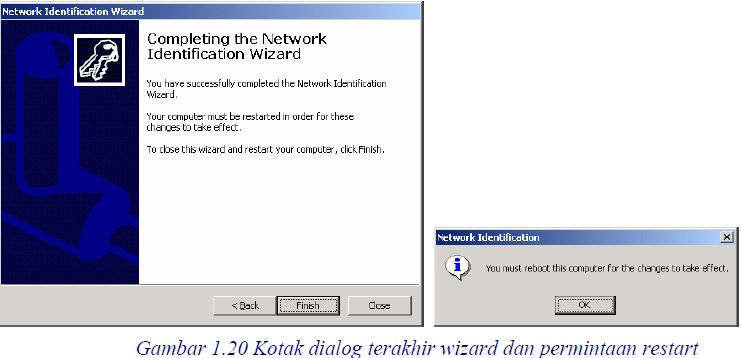 Network Identification Wizard
Completing the Network
Identification Wizard
You have successfully completed the Network Identification
Wizard.
Your computer must be restarted in order for these
changes to take effect.
To close this wizard and restart your computer, click Finish.
< Back
Finish
Close
Network Identification
You must reboot this computer for the changes to take effect.
OK
Gambar 1.20 Kotak dialog terakhir wizard dan permintaan restart